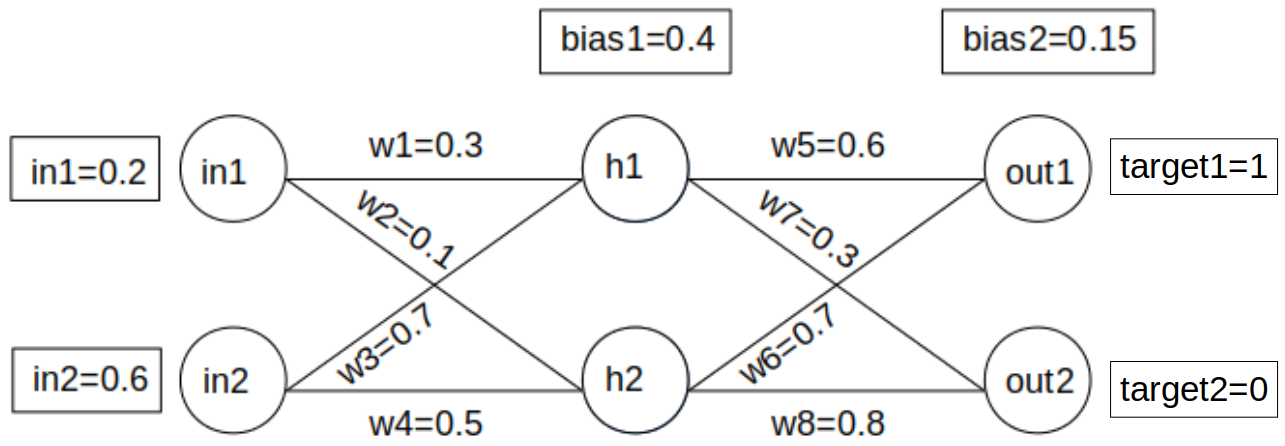 bias1=0.4
bias2=0.15
in1=0.2
in1
w1=0.3
h1
w5=0.6
out1
target1=1
w2=0.1
w7=0.3
w3=0.7
w6=0.7
in2=0.6
in2
w4=0.5
h2
w8=0.8
out2
target2=0